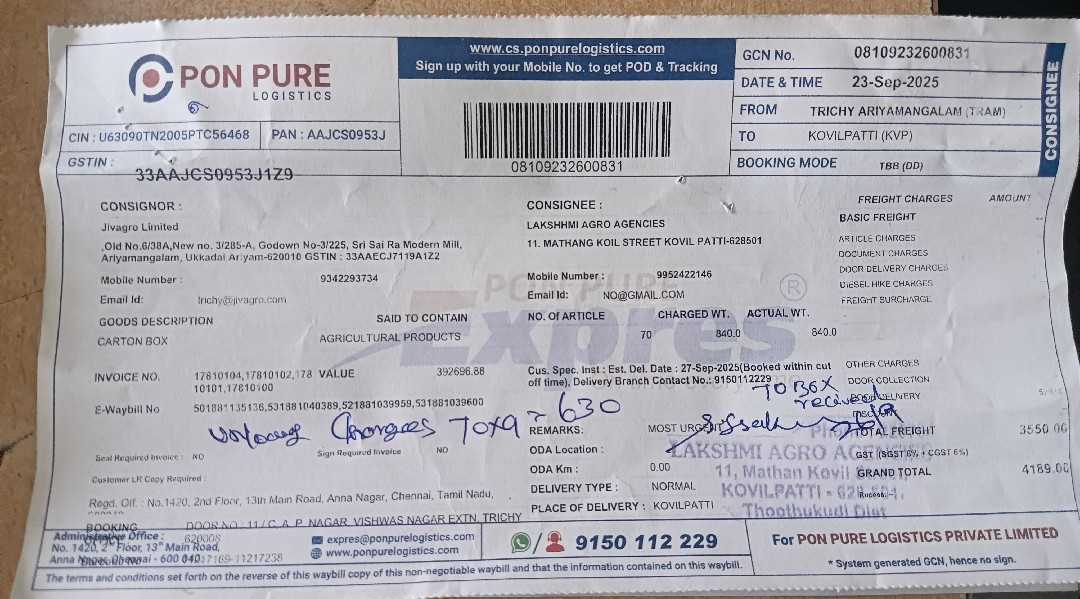 PON PURE
LOGISTICS
www.cs.ponpurelogistics.com
Sign up with your Mobile No. to get POD & Tracking
GCN No. 08109232600831
DATE & TIME 23-Sep-2025
FROM TRICHY ARIYAMANGALAM (TRAM)
TO KOVILPATTI (KVP)
BOOKING MODE TBB (DD)
CONSIGNEE
CIN : U63090TN2005PTC56468 PAN : AAJCS0953J
GSTIN : 33AAJCS0953J1Z9
08109232600831
CONSIGNOR :
Jivagro Limited
,Old No.6/38A,New no. 3/285-A, Godown No-3/225, Sri Sai Ra Modern Mill,
Ariyamangalam, Ukkadai Ariyam-620010 GSTIN : 33AAECJ7119A1Z2
Mobile Number : 9342293734
Email Id: trichy@jivagro.com
GOODS DESCRIPTION SAID TO CONTAIN
CARTON BOX AGRICULTURAL PRODUCTS
CONSIGNEE :
LAKSHHMI AGRO AGENCIES
11. MATHANG KOIL STREET KOVIL PATTI-628501
Mobile Number : 9952422146
Email Id: NO@GMAIL.COM
NO. OF ARTICLE CHARGED WT. ACTUAL WT.
70 840.0 840.0
FREIGHT CHARGES AMOUNT
BASIC FREIGHT
ARTICLE CHARGES
DOCUMENT CHARGES
DOOR DELIVERY CHARGES
DIESEL HIKE CHARGES
FREIGHT SURCHARGE
PON PURE
Expres ®
INVOICE NO. 17810104,17810102,178 VALUE 392696.88
10101,17810100
E-Waybill No 501881135136,531881040389,521881039959,531881039600
Charges 70x9 = 630
Seal Required Invoice : NO Sign Required Invoice NO
Customer LR Copy Required :
Cus. Spec. Inst : Est. Del. Date : 27-Sep-2025(Booked within cut
off time), Delivery Branch Contact No.: 9150112229
70 Box
received
REMARKS: MOST URGENT
ODA Location :
ODA Km : 0.00
DELIVERY TYPE : NORMAL
PLACE OF DELIVERY : KOVILPATTI
LAKSHMI AGRO
11, Mathan Kovil
KOVILPATTI - 628
Thoothukudi Dist
OTHER CHARGES
DOOR COLLECTION
DELIVERY
TOTAL FREIGHT 3550.00
GST (SGST 6% + CGST 6%)
GRAND TOTAL 4189.00
Regd. Off. : No.1420, 2nd Floor, 13th Main Road, Anna Nagar, Chennai, Tamil Nadu,
BOOKING DOOR NO : 11 / C, A. P. NAGAR, VISHWAS NAGAR EXTN, TRICHY
620008
Administrative Office :
No. 1420, 2nd Floor, 13th Main Road,
Anna Nagar, Chennai - 600 040
expres@ponpurelogistics.com
www.ponpurelogistics.com
9150 112 229
For PON PURE LOGISTICS PRIVATE LIMITED
* System generated GCN, hence no sign.
The terms and conditions set forth on the reverse of this waybill copy of this non-negotiable waybill and that the information contained on this waybill.